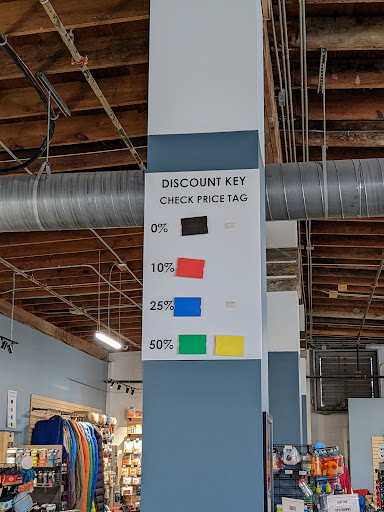 DISCOUNT KEY
CHECK PRICE TAG
0%
10%
25%
50%